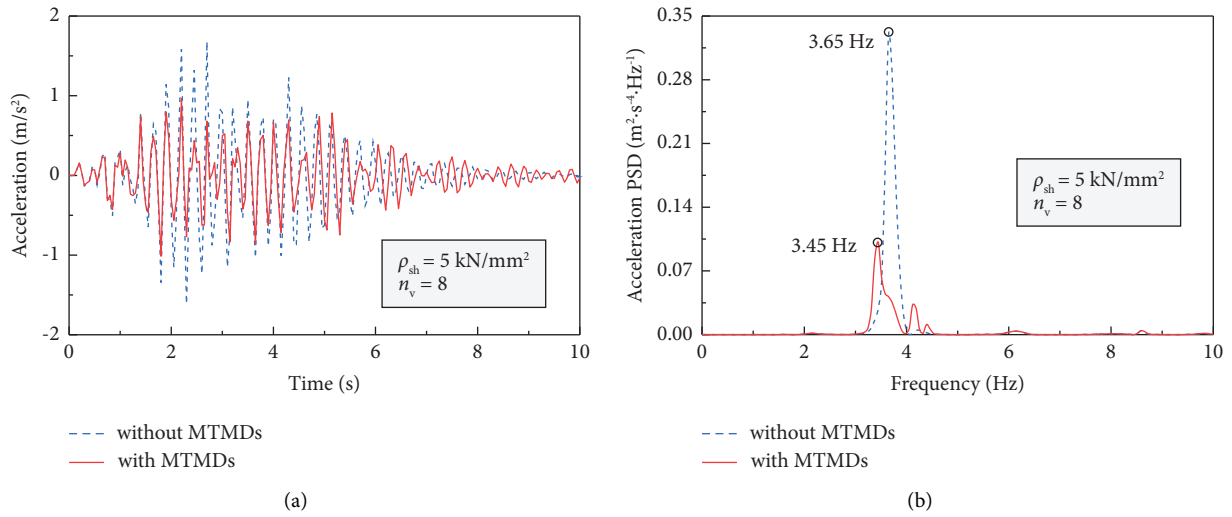 2
1
0
-1
-2
Acceleration (m/s²)
ρsh = 5 kN/mm²
nv = 8
0 2 4 6 8 10
Time (s)
without MTMDs
with MTMDs
(a)
0.35
0.28
0.21
0.14
0.07
0.00
Acceleration PSD (m²·s⁻⁴·Hz⁻¹)
3.65 Hz
3.45 Hz
ρsh = 5 kN/mm²
nv = 8
0 2 4 6 8 10
Frequency (Hz)
without MTMDs
with MTMDs
(b)